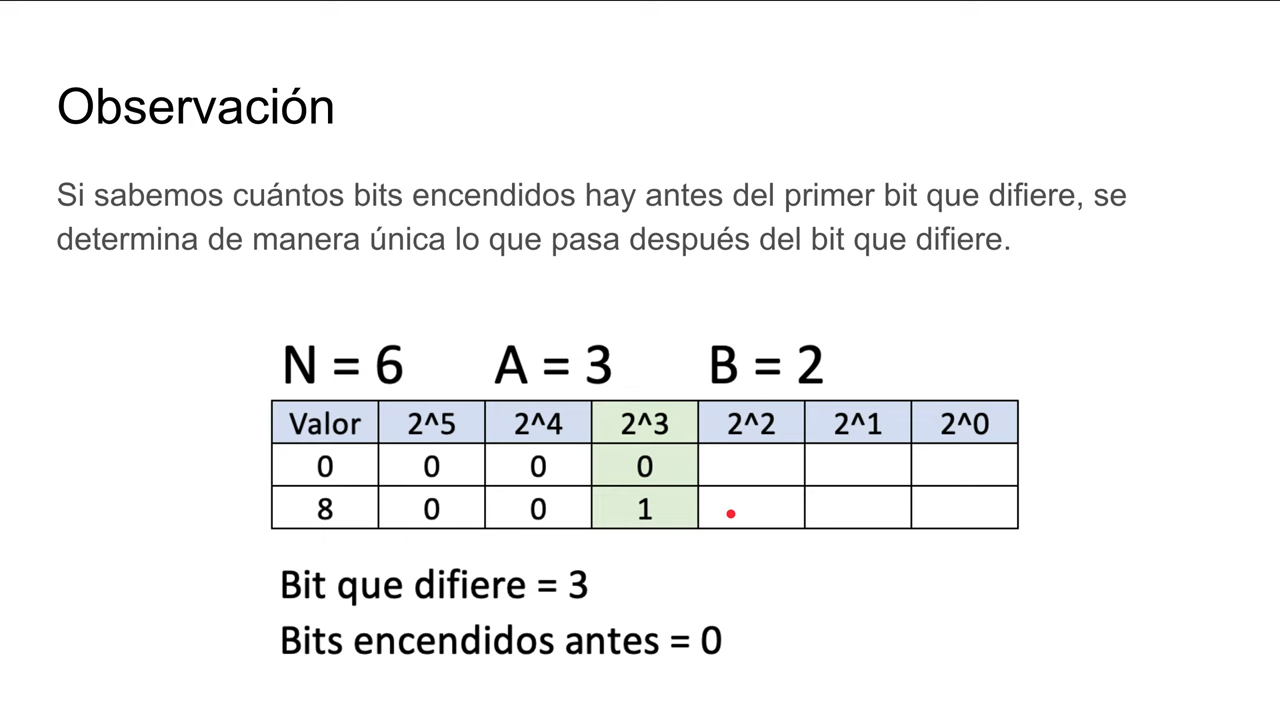 Observación
Si sabemos cuántos bits encendidos hay antes del primer bit que difiere, se
determina de manera única lo que pasa después del bit que difiere.
N = 6 A = 3 B = 2
Valor 2^5 2^4 2^3 2^2 2^1 2^0
0 0 0 0
8 0 0 1
Bit que difiere = 3
Bits encendidos antes = 0